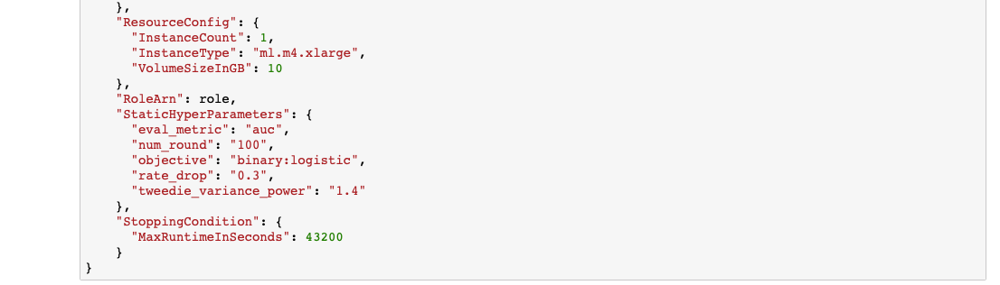 },
"ResourceConfig": {
"InstanceCount": 1,
"InstanceType": "ml.m4.xlarge",
"VolumeSizeInGB": 10
},
"RoleArn": role,
"StaticHyperParameters": {
"eval_metric": "auc",
"num_round": "100",
"objective": "binary:logistic",
"rate_drop": "0.3",
"tweedie_variance_power": "1.4"
},
"StoppingCondition": {
"MaxRuntimeInSeconds": 43200
}
}